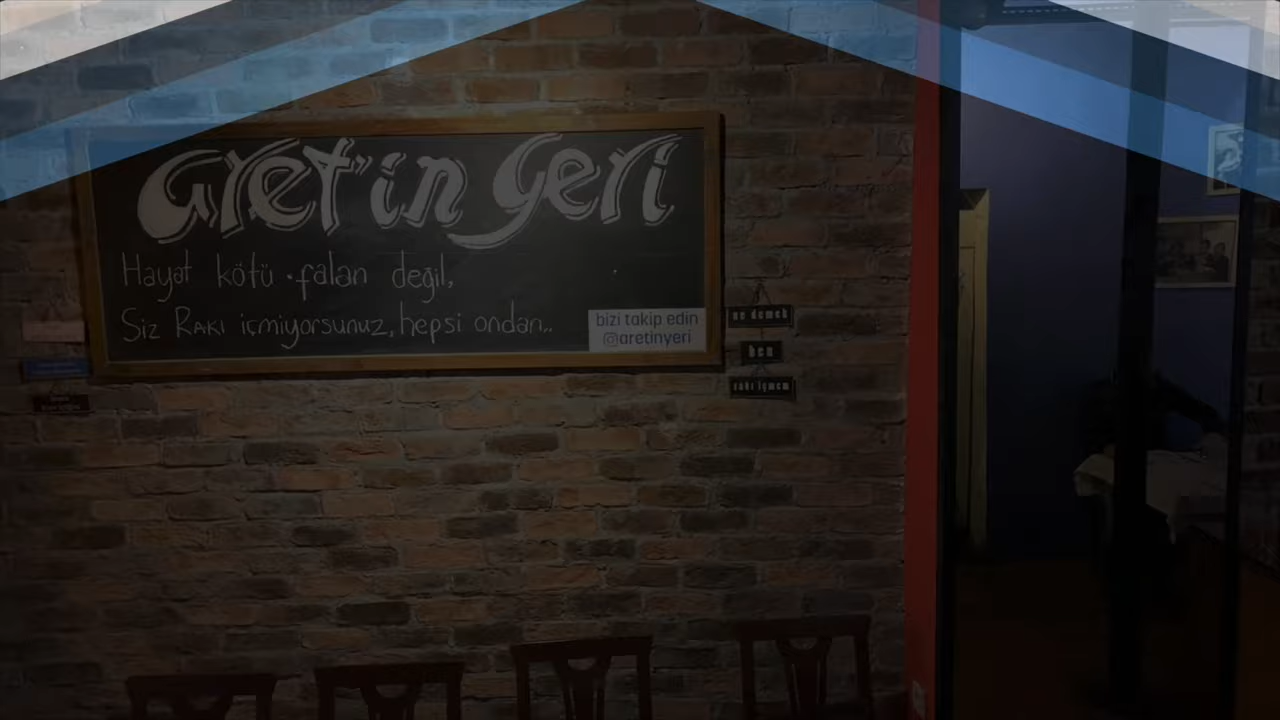 aret'in yeri
Hayat kötü falan değil,
Siz RAKI içmiyorsunuz, hepsi ondan..
bizi takip edin
@aretinyeri
ne demek
ben
rakı içmem